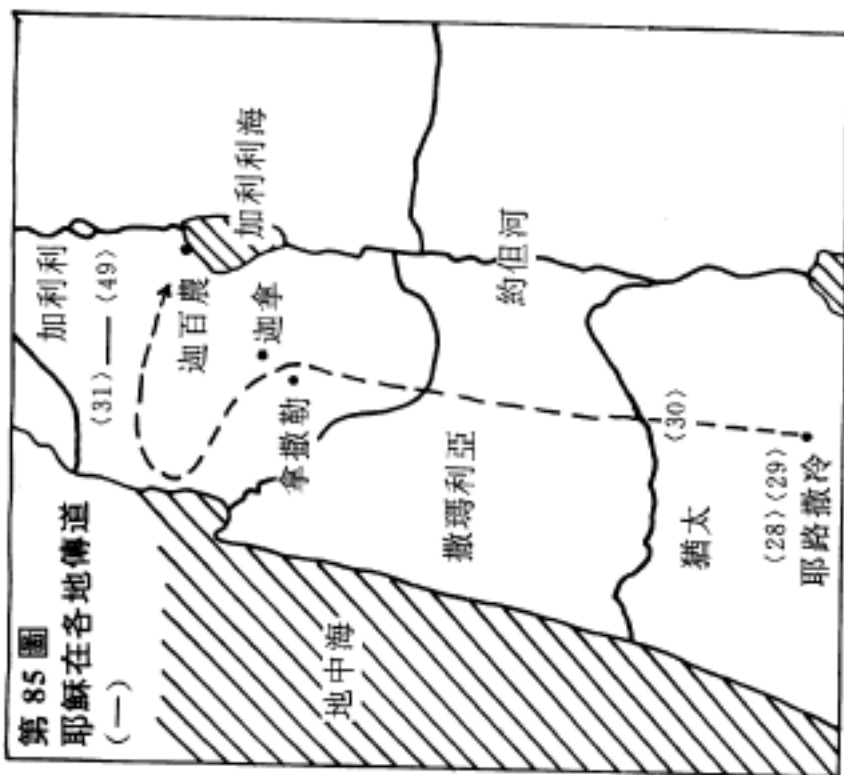 第 85 圖
耶穌在各地傳道
(一)
加利利
(31)——(49)
迦百農
加利利海
迦拿
拿撒勒
約但河
地中海
撒瑪利亞
(30)
猶太
(28)(29)
耶路撒冷